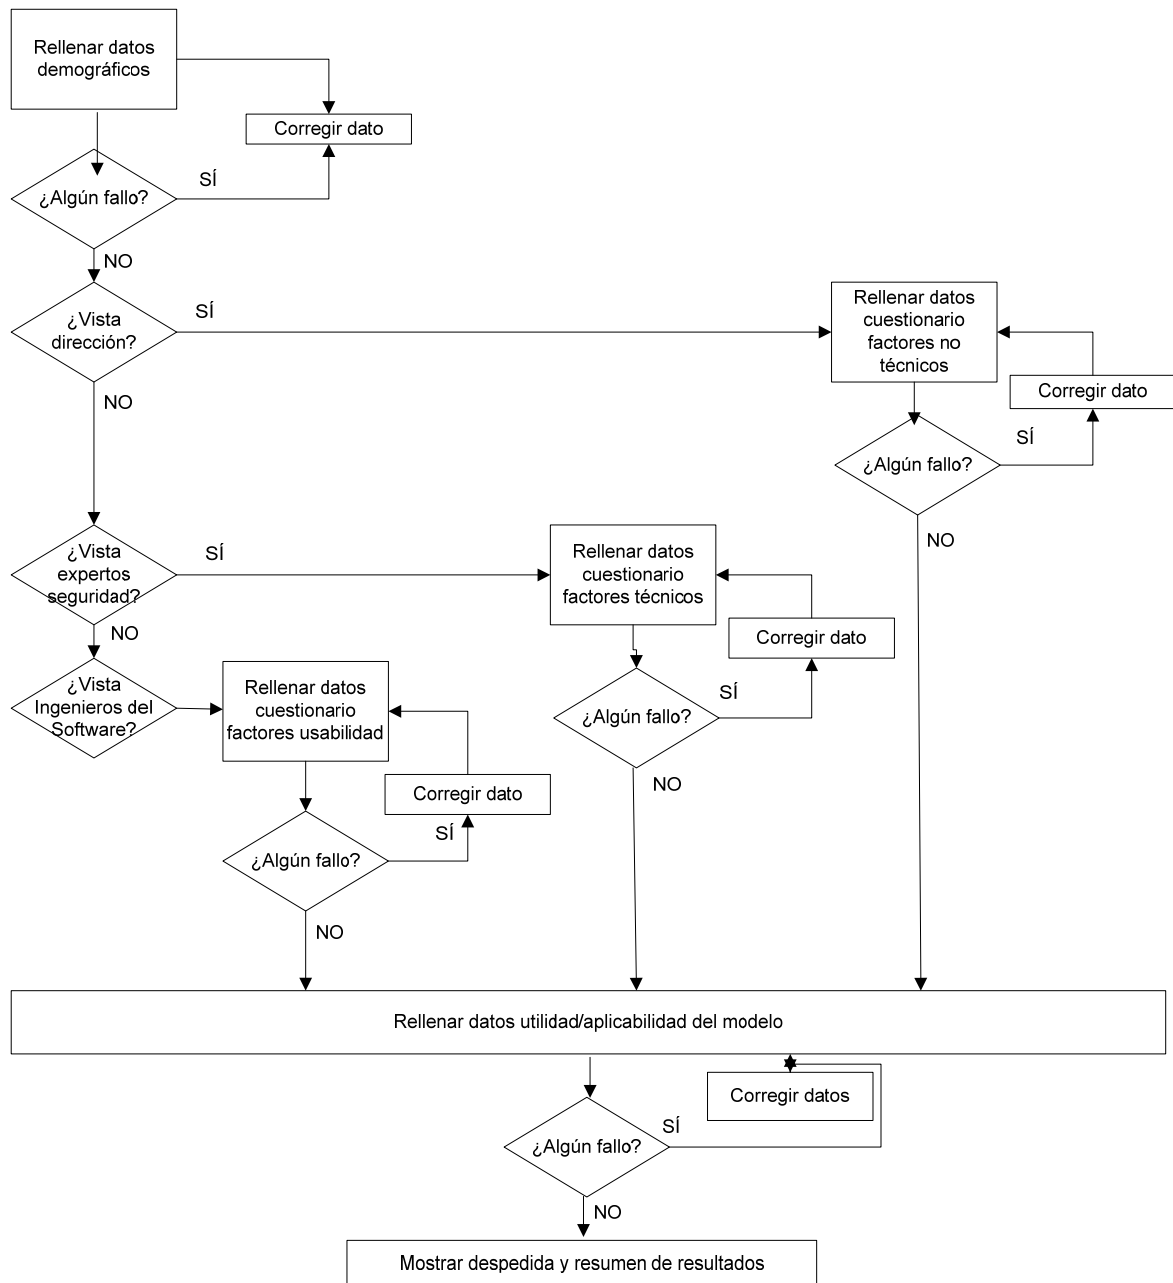 Rellenar datos
demográficos
Corregir dato
¿Algún fallo?
SÍ
NO
¿Vista
dirección?
SÍ
NO
Rellenar datos
cuestionario
factores no
técnicos
Corregir dato
¿Algún fallo?
SÍ
NO
¿Vista
expertos
seguridad?
SÍ
NO
Rellenar datos
cuestionario
factores técnicos
Corregir dato
¿Algún fallo?
SÍ
NO
¿Vista
Ingenieros del
Software?
Rellenar datos
cuestionario
factores usabilidad
Corregir dato
¿Algún fallo?
SÍ
NO
Rellenar datos utilidad/aplicabilidad del modelo
Corregir datos
¿Algún fallo?
SÍ
NO
Mostrar despedida y resumen de resultados